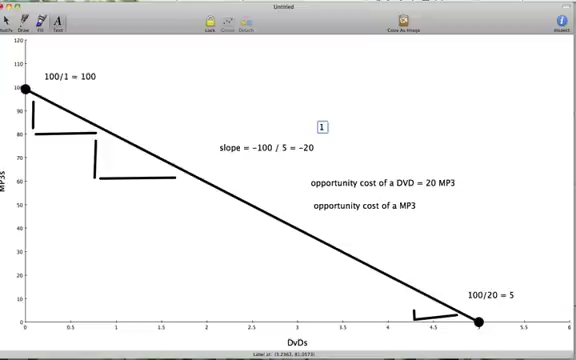 Untitled
Modify
Draw
Fill
Text
Lock
Group
Detach
Copy As Image
Inspect
120
110
100
90
80
70
60
50
40
30
20
10
0
MP3s
100/1 = 100
1
slope = -100 / 5 = -20
opportunity cost of a DVD = 20 MP3
opportunity cost of a MP3
100/20 = 5
0 0.5 1 1.5 2 2.5 3 3.5 4 4.5 5 5.5 6
DvDs